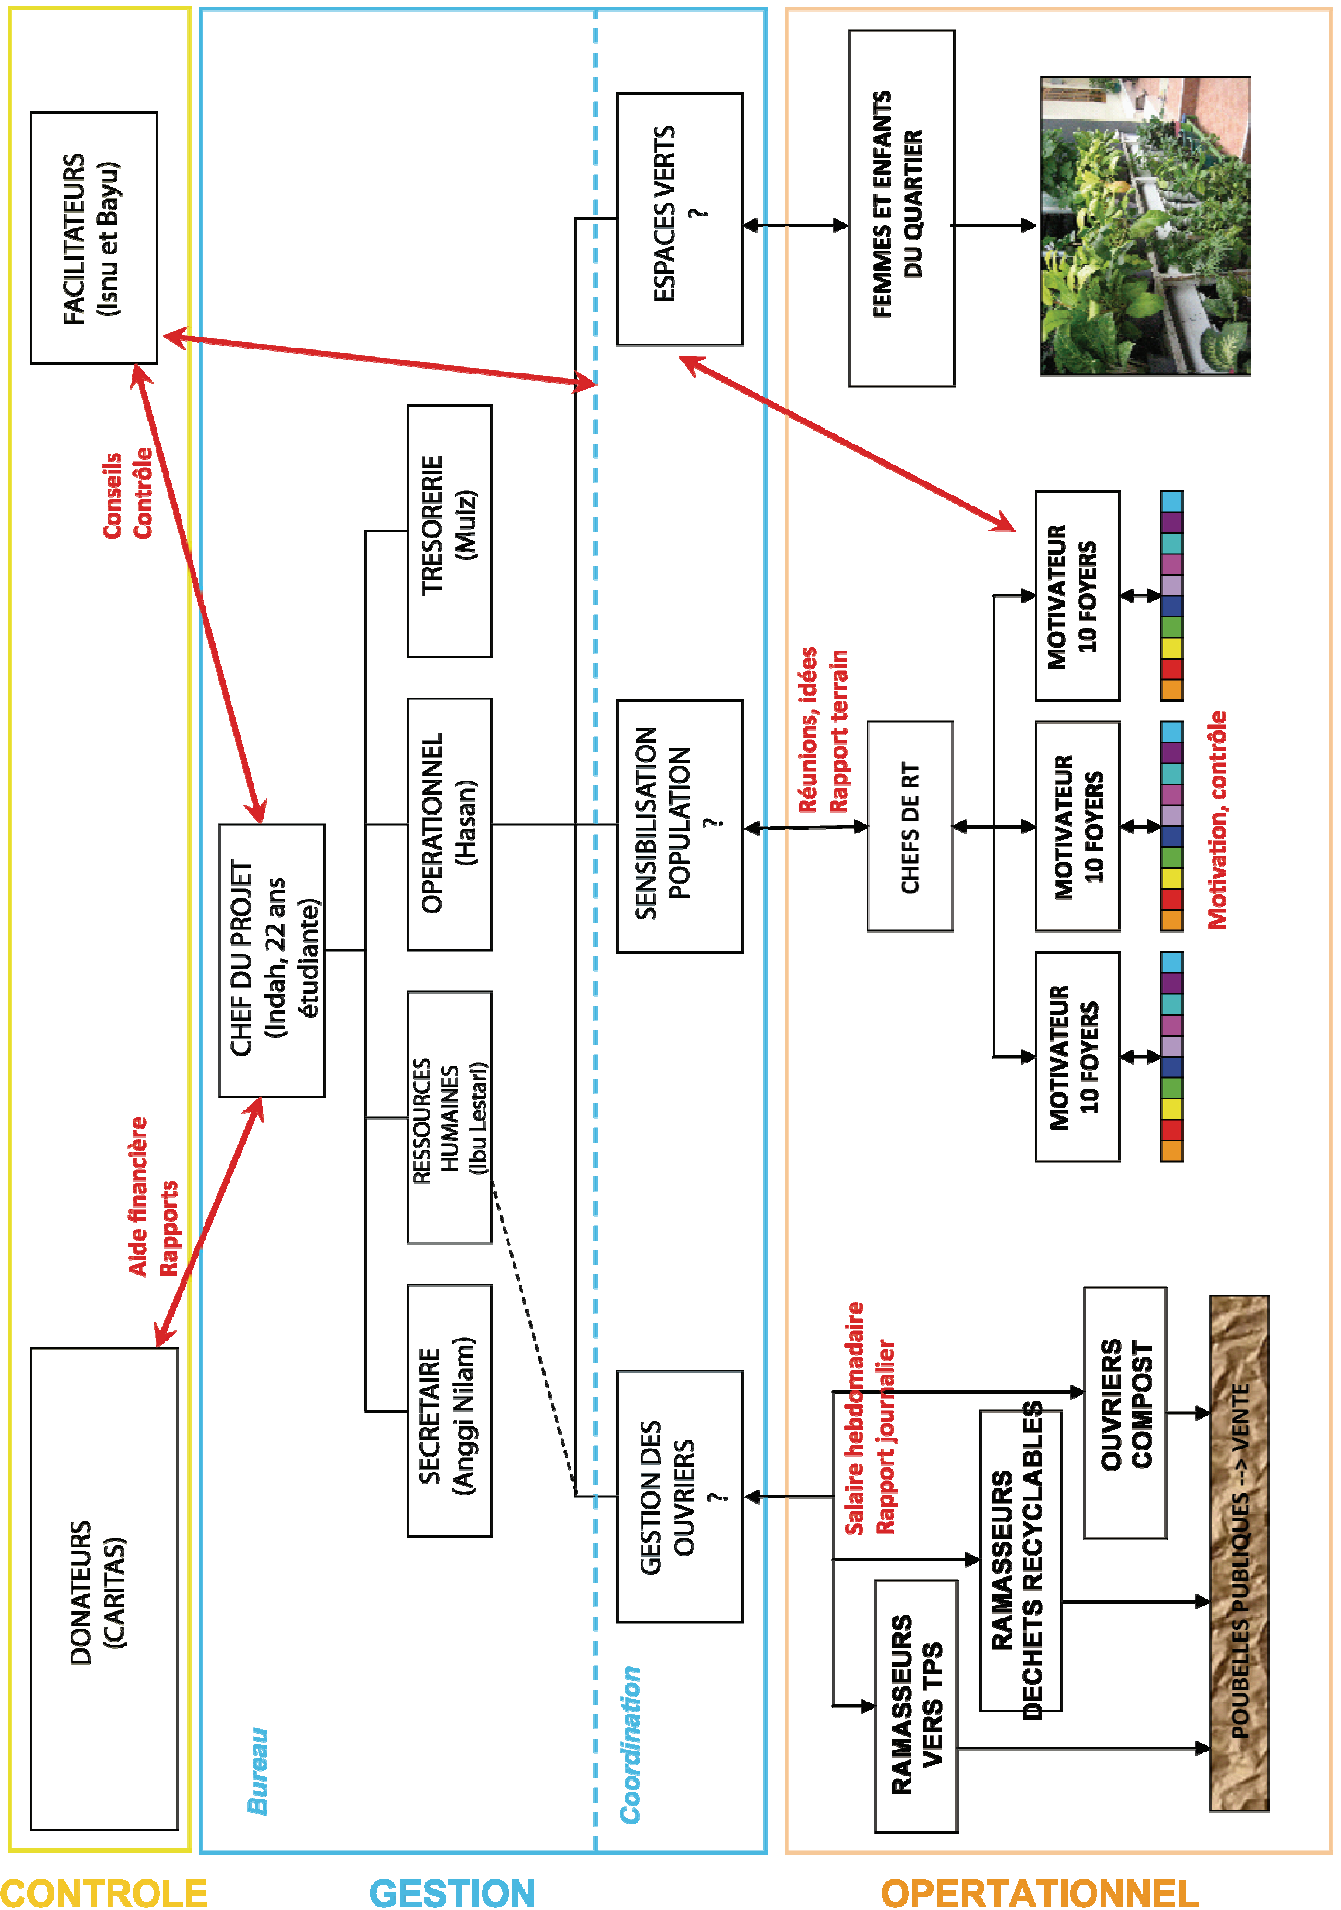 CONTROLE
GESTION
OPERTATIONNEL
DONATEURS
(CARITAS)
FACILITATEURS
(Isnu et Bayu)
Aide financière
Rapports
Conseils
Contrôle
Bureau
CHEF DU PROJET
(Indah, 22 ans
étudiante)
SECRETAIRE
(Anggi Nilam)
RESSOURCES
HUMAINES
(Ibu Lestari)
OPERATIONNEL
(Hasan)
TRESORERIE
(Muiz)
Coordination
GESTION DES
OUVRIERS
?
SENSIBILISATION
POPULATION
?
ESPACES VERTS
?
Salaire hebdomadaire
Rapport journalier
Réunions, idées
Rapport terrain
RAMASSEURS
VERS TPS
RAMASSEURS
DECHETS RECYCLABLES
OUVRIERS
COMPOST
CHEFS DE RT
FEMMES ET ENFANTS
DU QUARTIER
MOTIVATEUR
10 FOYERS
MOTIVATEUR
10 FOYERS
MOTIVATEUR
10 FOYERS
Motivation, contrôle
POUBELLES PUBLIQUES --> VENTE